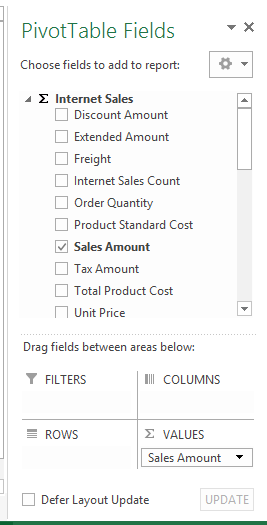 PivotTable Fields
Choose fields to add to report:
Σ Internet Sales
Discount Amount
Extended Amount
Freight
Internet Sales Count
Order Quantity
Product Standard Cost
Sales Amount
Tax Amount
Total Product Cost
Unit Price
Drag fields between areas below:
FILTERS
COLUMNS
ROWS
Σ VALUES
Sales Amount
Defer Layout Update
UPDATE